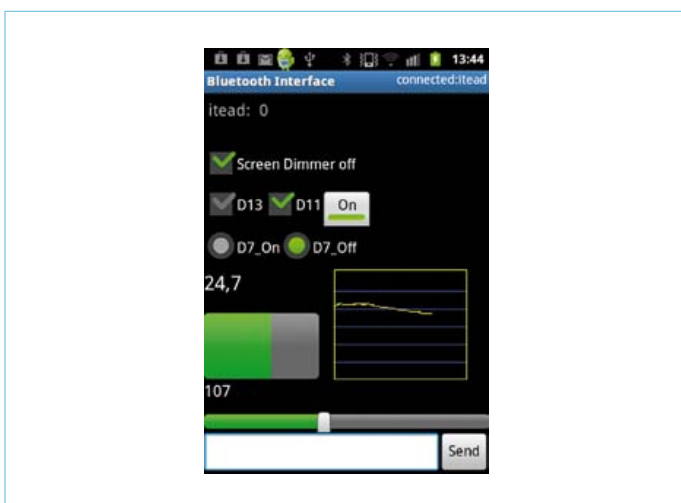 13:44
Bluetooth Interface connected:itead
itead: 0
Screen Dimmer off
D13 D11 On
D7_On D7_Off
24,7
107
Send